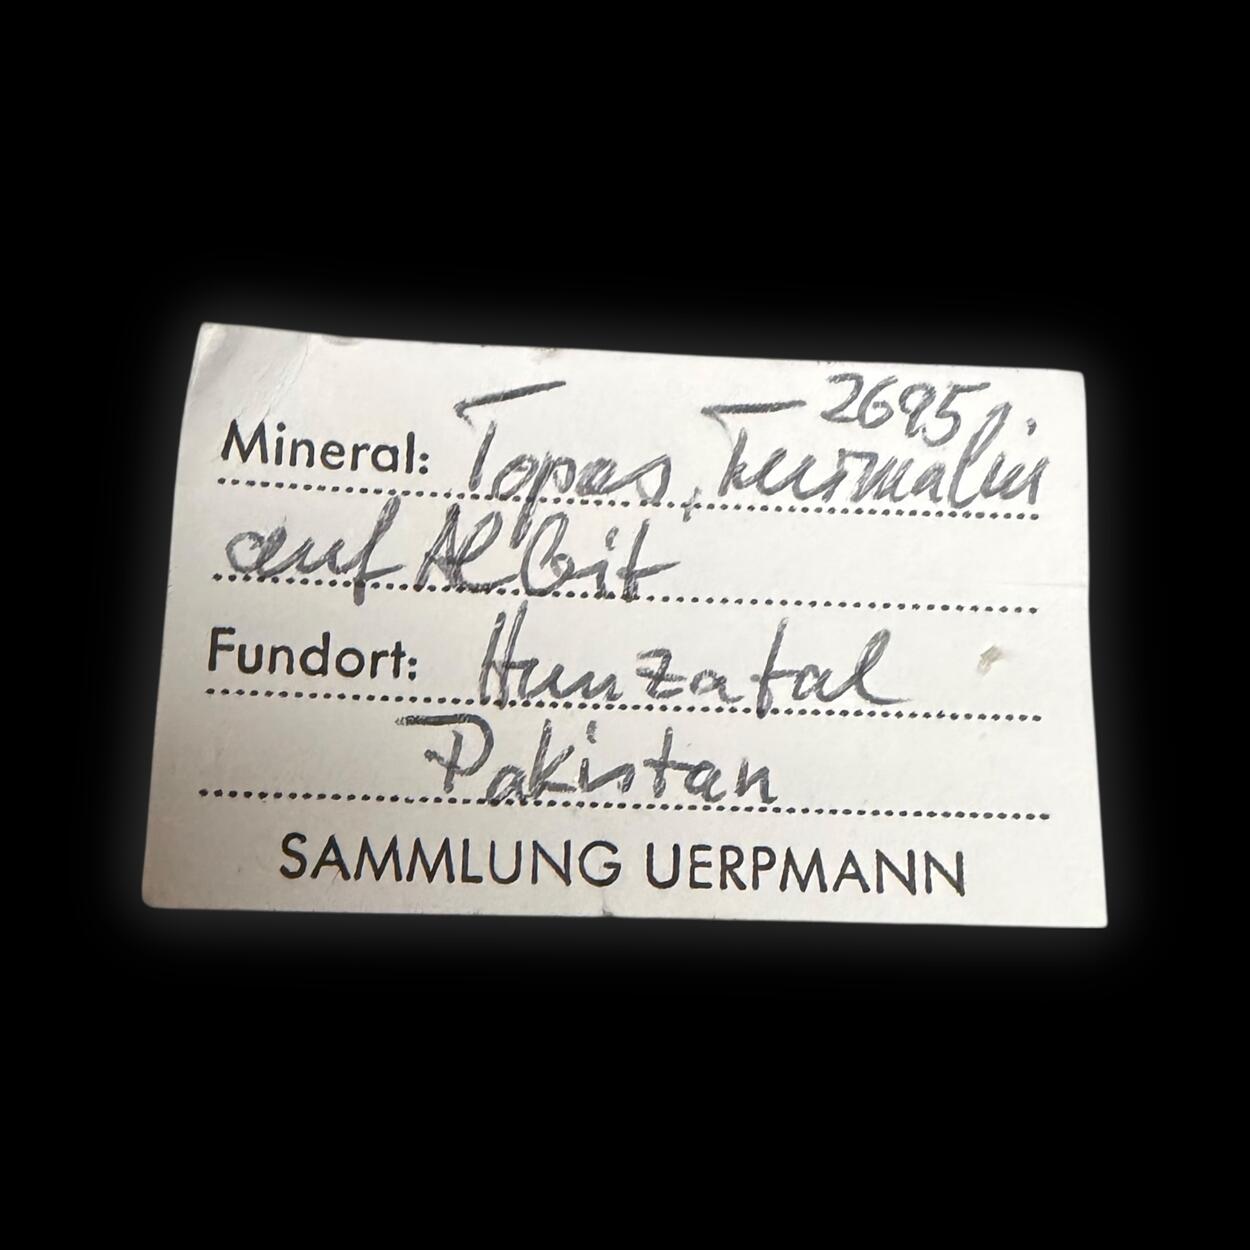 2695
Mineral: Topas, Turmalin
auf Albit
Fundort: Hunzatal
Pakistan
SAMMLUNG UERPMANN